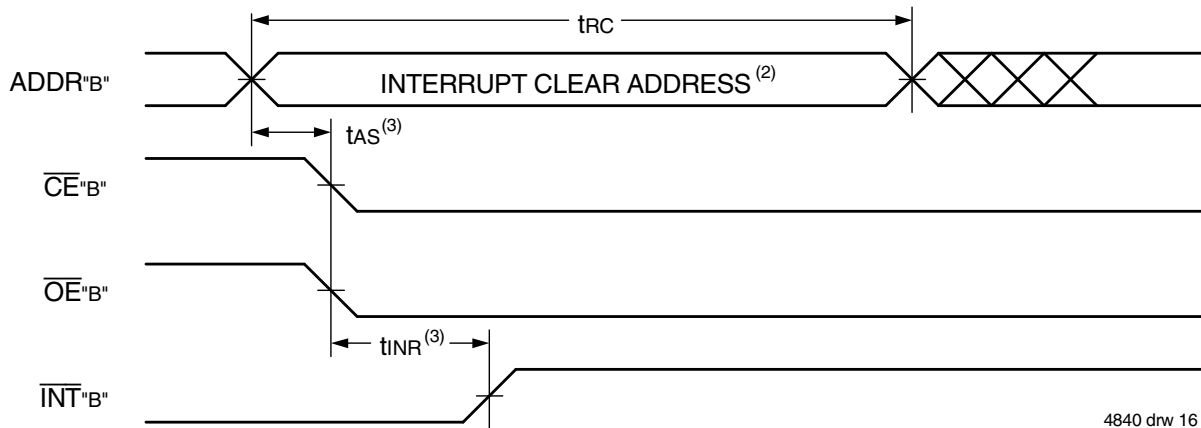 tRC
ADDR"B"
INTERRUPT CLEAR ADDRESS(2)
tAS(3)
CE"B"
OE"B"
tINR(3)
INT"B"
4840 drw 16